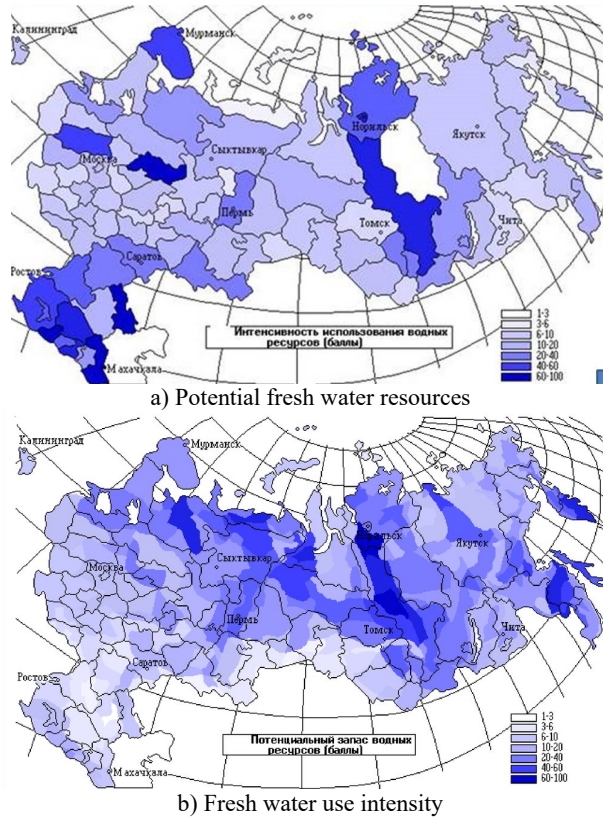 Калининград
Мурманск
Норильск
Якутск
Сыктывкар
Москва
Пермь
Томск
Чита
Саратов
Ростов
Махачкала
Интенсивность использования водных
ресурсов (баллы)
1-3
3-6
6-10
10-20
20-40
40-60
60-100
a) Potential fresh water resources
Калининград
Мурманск
Норильск
Якутск
Сыктывкар
Москва
Пермь
Томск
Чита
Саратов
Ростов
Махачкала
Потенциальный запас водных
ресурсов (баллы)
1-3
3-6
6-10
10-20
20-40
40-60
60-100
b) Fresh water use intensity